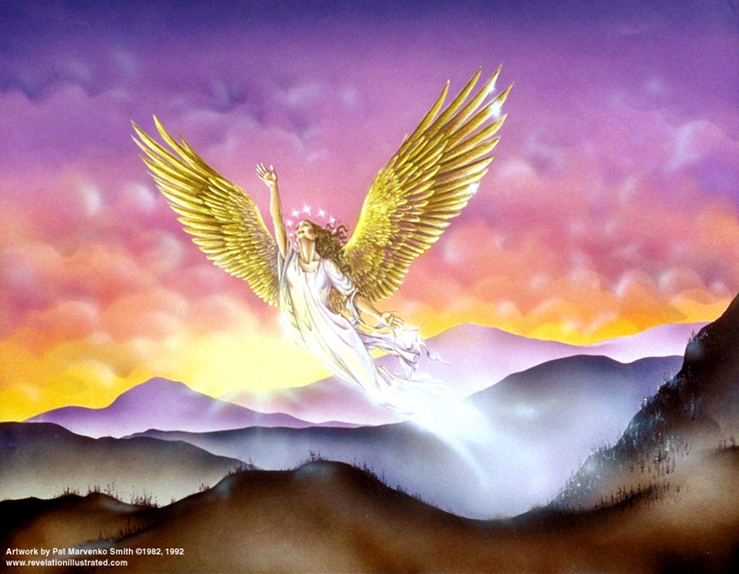 Artwork by Pat Marvenko Smith ©1982, 1992
www.revelationillustrated.com